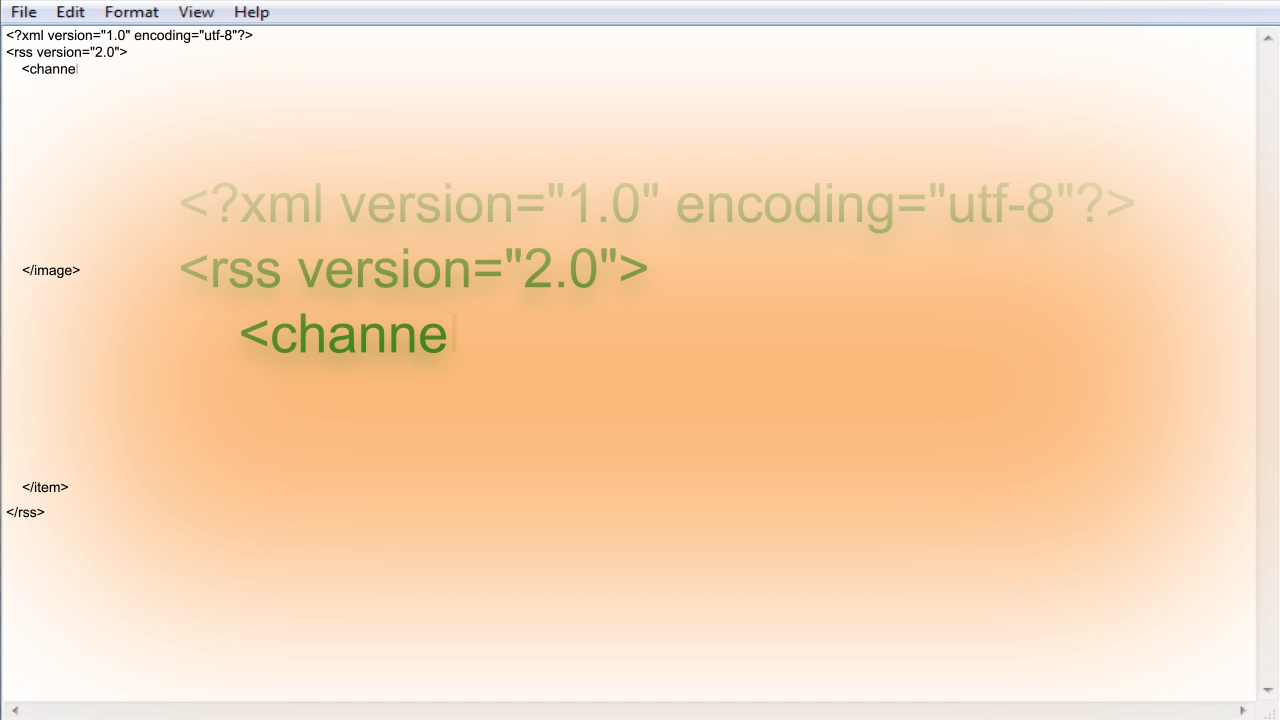 File Edit Format View Help
<?xml version="1.0" encoding="utf-8"?>
<rss version="2.0">
<channe
<?xml version="1.0" encoding="utf-8"?>
<rss version="2.0">
<channe
</image>
</item>
</rss>